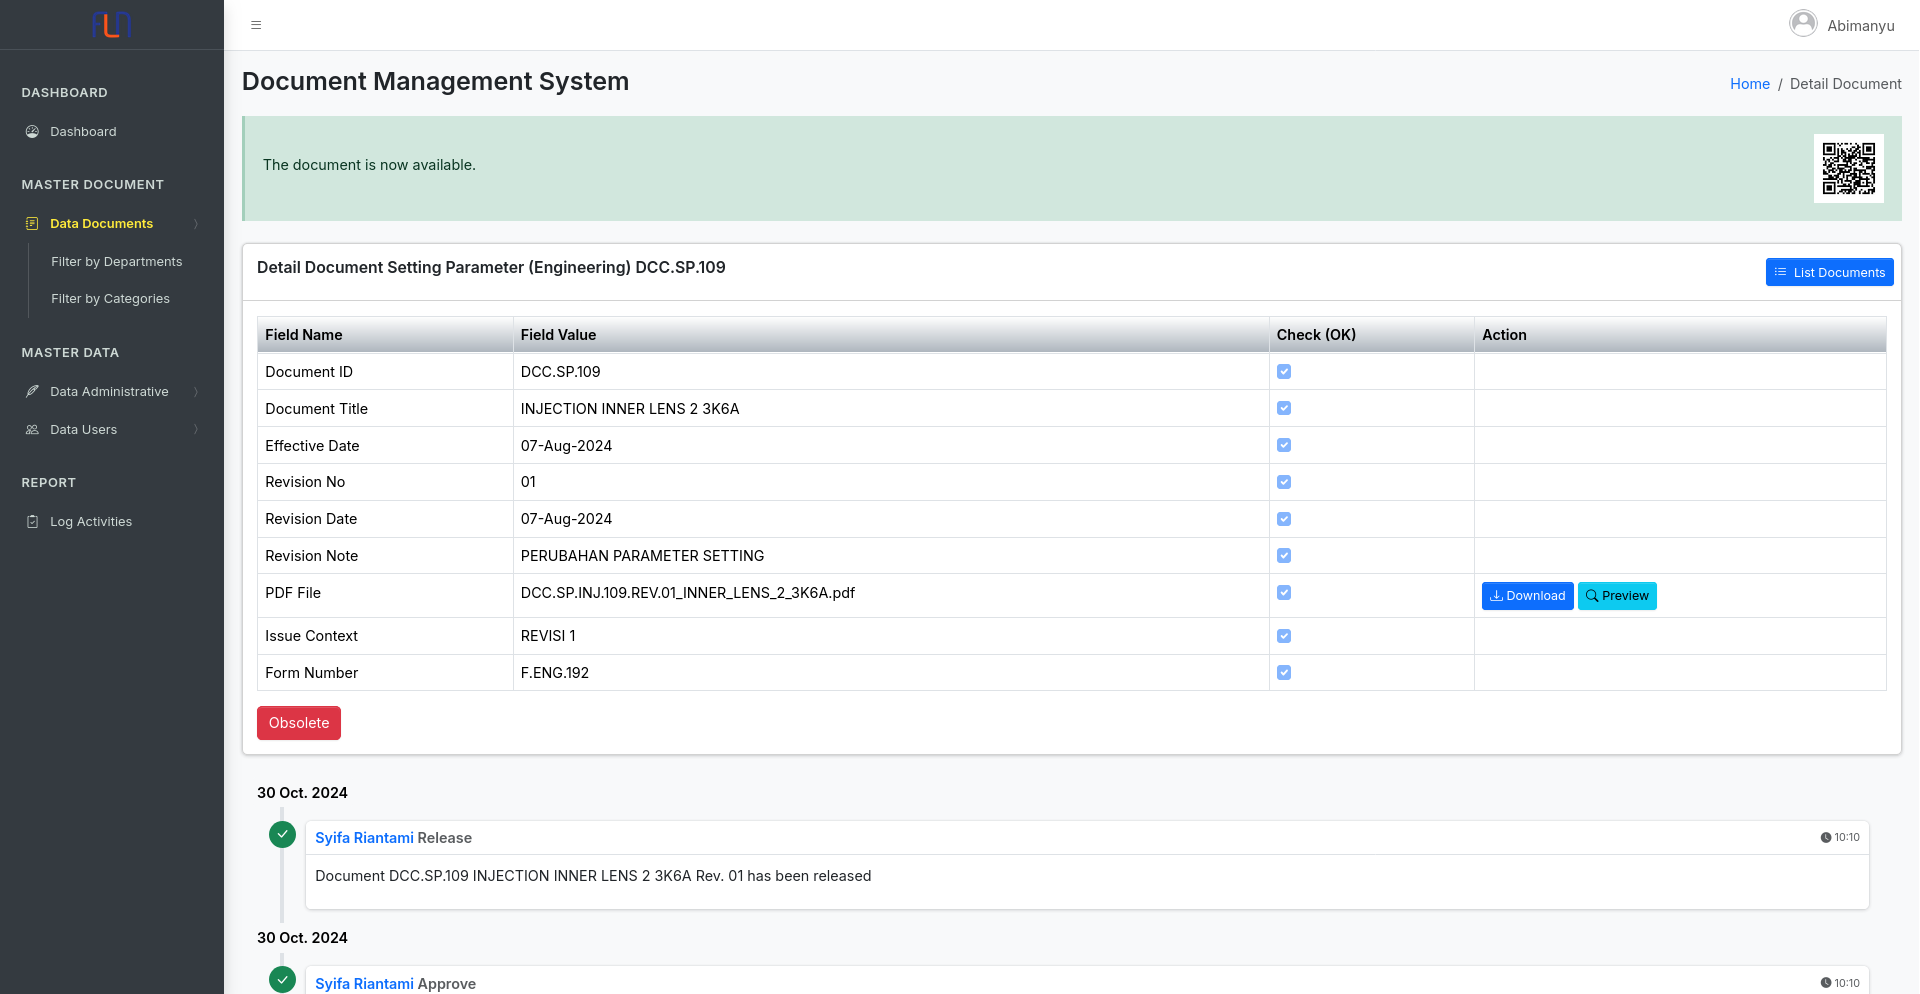 Abimanyu
DASHBOARD
Dashboard
MASTER DOCUMENT
Data Documents
Filter by Departments
Filter by Categories
MASTER DATA
Data Administrative
Data Users
REPORT
Log Activities
Document Management System
Home / Detail Document
The document is now available.
Detail Document Setting Parameter (Engineering) DCC.SP.109
List Documents
Field Name Field Value Check (OK) Action
Document ID DCC.SP.109
Document Title INJECTION INNER LENS 2 3K6A
Effective Date 07-Aug-2024
Revision No 01
Revision Date 07-Aug-2024
Revision Note PERUBAHAN PARAMETER SETTING
PDF File DCC.SP.INJ.109.REV.01_INNER_LENS_2_3K6A.pdf Download Preview
Issue Context REVISI 1
Form Number F.ENG.192
Obsolete
30 Oct. 2024
Syifa Riantami Release 10:10
Document DCC.SP.109 INJECTION INNER LENS 2 3K6A Rev. 01 has been released
30 Oct. 2024
Syifa Riantami Approve 10:10